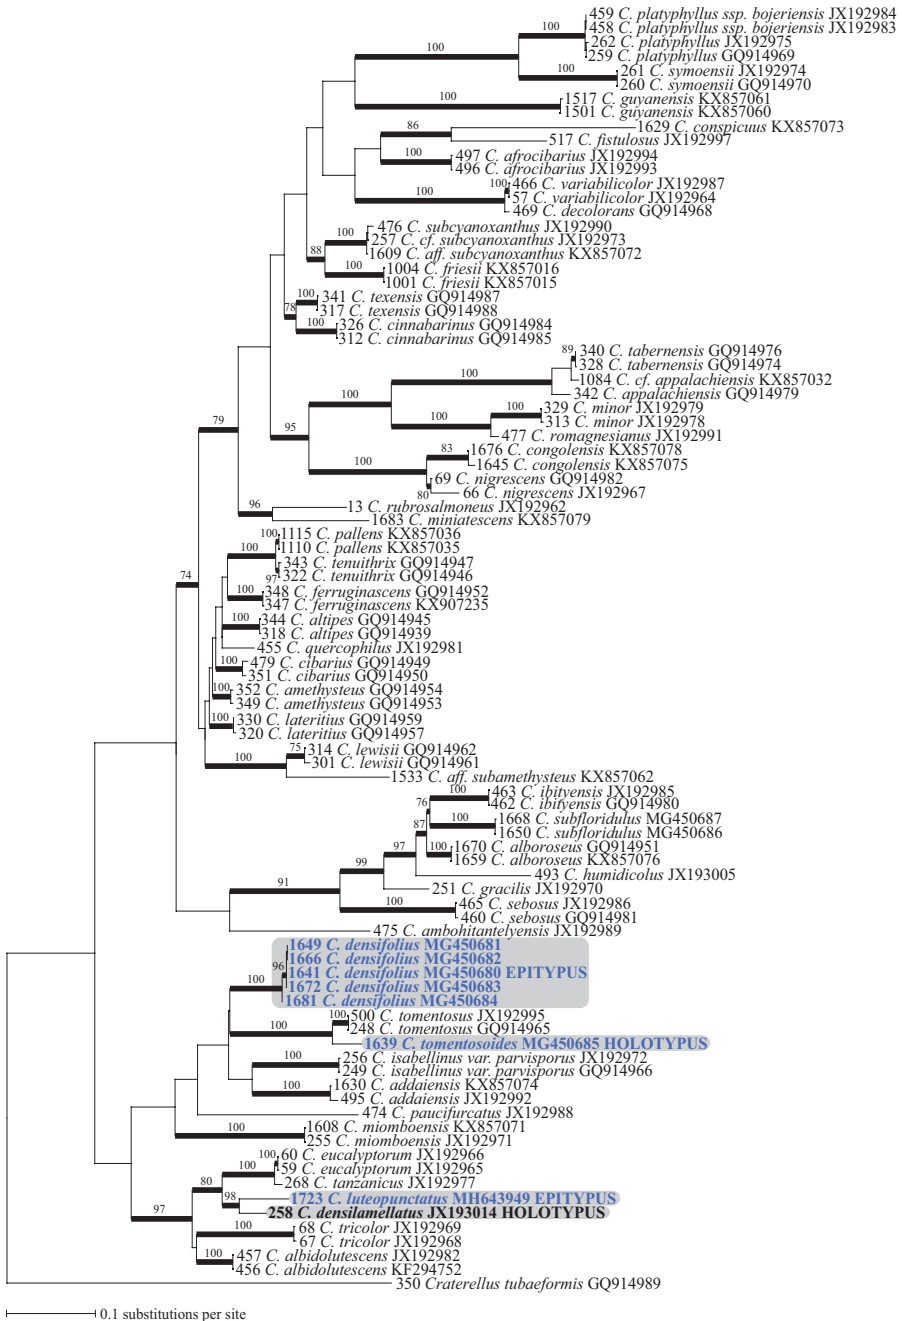 459 C. platyphyllus ssp. bojeriensis JX192984
458 C. platyphyllus ssp. bojeriensis JX192983
100
262 C. platyphyllus JX192975
100
259 C. platyphyllus GQ914969
100
261 C. symoensii JX192974
260 C. symoensii GQ914970
100
1517 C. guyanensis KX857061
1501 C. guyanensis KX857060
86
1629 C. conspicuus KX857073
517 C. fistulosus JX192997
100
497 C. afrocibarius JX192994
496 C. afrocibarius JX192993
100
466 C. variabilicolor JX192987
100
57 C. variabilicolor JX192964
469 C. decolorans GQ914968
476 C. subcyanoxanthus JX192990
100
257 C. cf. subcyanoxanthus JX192973
88
1609 C. aff. subcyanoxanthus KX857072
100
1004 C. friesii KX857016
1001 C. friesii KX857015
100
341 C. texensis GQ914987
78
317 C. texensis GQ914988
100
326 C. cinnabarinus GQ914984
312 C. cinnabarinus GQ914985
89
340 C. tabernensis GQ914976
328 C. tabernensis GQ914974
100
1084 C. cf. appalachiensis KX857032
342 C. appalachiensis GQ914979
100
100
329 C. minor JX192979
100
313 C. minor JX192978
79
95
477 C. romagnesianus JX192991
83
1676 C. congolensis KX857078
100
1645 C. congolensis KX857075
69 C. nigrescens GQ914982
80
66 C. nigrescens JX192967
96
13 C. rubrosalmoneus JX192962
1683 C. miniatescens KX857079
100
1115 C. pallens KX857036
100
1110 C. pallens KX857035
343 C. tenuithrix GQ914947
74
97
322 C. tenuithrix GQ914946
100
348 C. ferruginascens GQ914952
347 C. ferruginascens KX907235
100
344 C. altipes GQ914945
318 C. altipes GQ914939
455 C. quercophilus JX192981
100
479 C. cibarius GQ914949
351 C. cibarius GQ914950
100
352 C. amethysteus GQ914954
349 C. amethysteus GQ914953
100
330 C. lateritius GQ914959
320 C. lateritius GQ914957
75
314 C. lewisii GQ914962
100
301 C. lewisii GQ914961
1533 C. aff. subamethysteus KX857062
100
463 C. ibityensis JX192985
76
462 C. ibityensis GQ914980
100
1668 C. subfloridulus MG450687
87
1650 C. subfloridulus MG450686
97
100
1670 C. alboroseus GQ914951
1659 C. alboroseus KX857076
99
493 C. humidicolus JX193005
91
251 C. gracilis JX192970
100
465 C. sebosus JX192986
460 C. sebosus GQ914981
475 C. ambohitantelyensis JX192989
1649 C. densifolius MG450681
1666 C. densifolius MG450682
96
1641 C. densifolius MG450680 EPITYPUS
100
1672 C. densifolius MG450683
1681 C. densifolius MG450684
100
500 C. tomentosus JX192995
100
248 C. tomentosus GQ914965
1639 C. tomentosoides MG450685 HOLOTYPUS
100
256 C. isabellinus var. parvisporus JX192972
249 C. isabellinus var. parvisporus GQ914966
100
1630 C. addaiensis KX857074
495 C. addaiensis JX192992
474 C. paucifurcatus JX192988
100
1608 C. miomboensis KX857071
255 C. miomboensis JX192971
100
60 C. eucalyptorum JX192966
59 C. eucalyptorum JX192965
80
268 C. tanzanicus JX192977
98
1723 C. luteopunctatus MH643949 EPITYPUS
97
258 C. densilamellatus JX193014 HOLOTYPUS
100
68 C. tricolor JX192969
67 C. tricolor JX192968
100
457 C. albidolutescens JX192982
456 C. albidolutescens KF294752
350 Craterellus tubaeformis GQ914989
0.1 substitutions per site